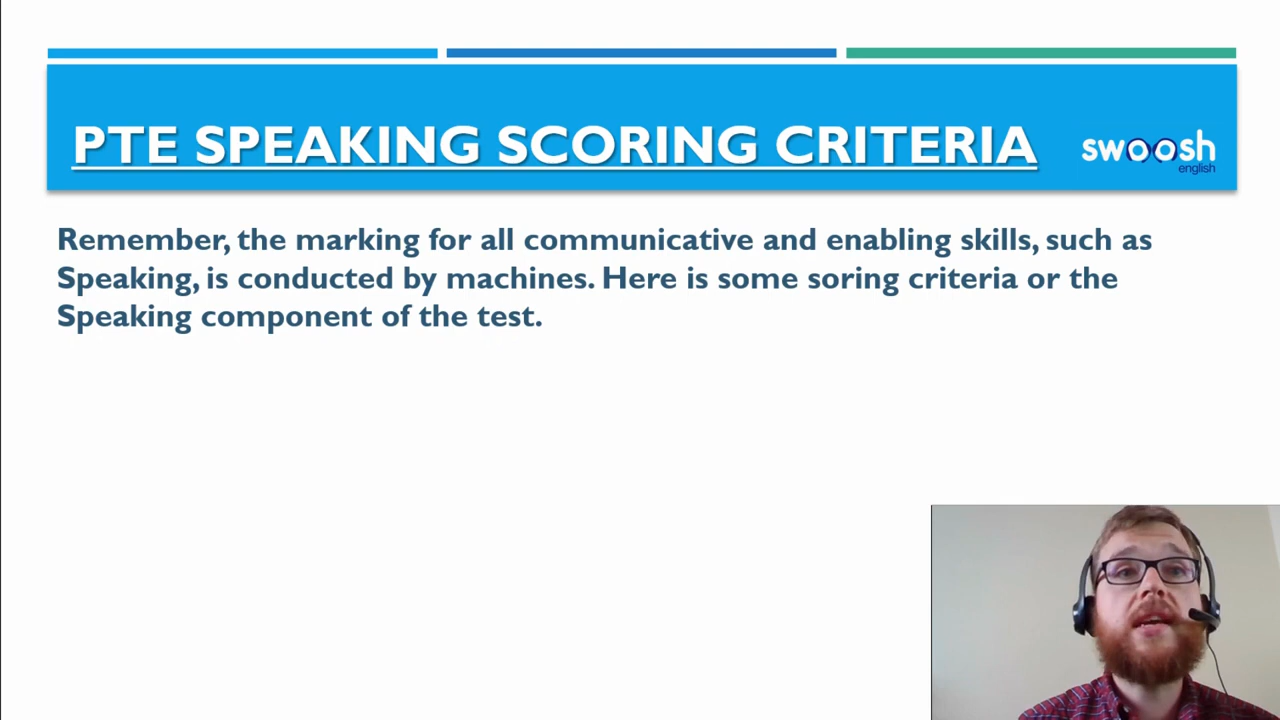 PTE SPEAKING SCORING CRITERIA
swoosh
english
Remember, the marking for all communicative and enabling skills, such as
Speaking, is conducted by machines. Here is some soring criteria or the
Speaking component of the test.